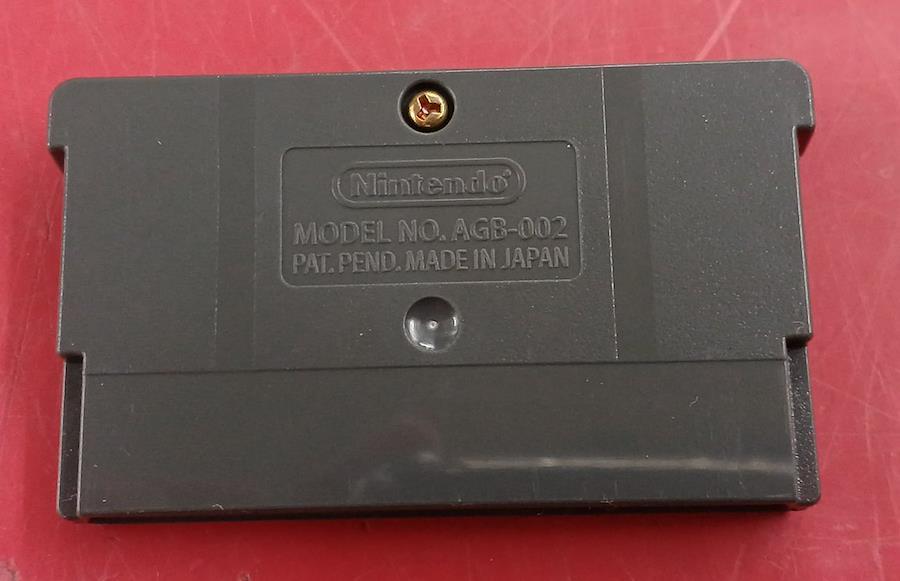 Nintendo®
MODEL NO. AGB-002
PAT. PEND. MADE IN JAPAN